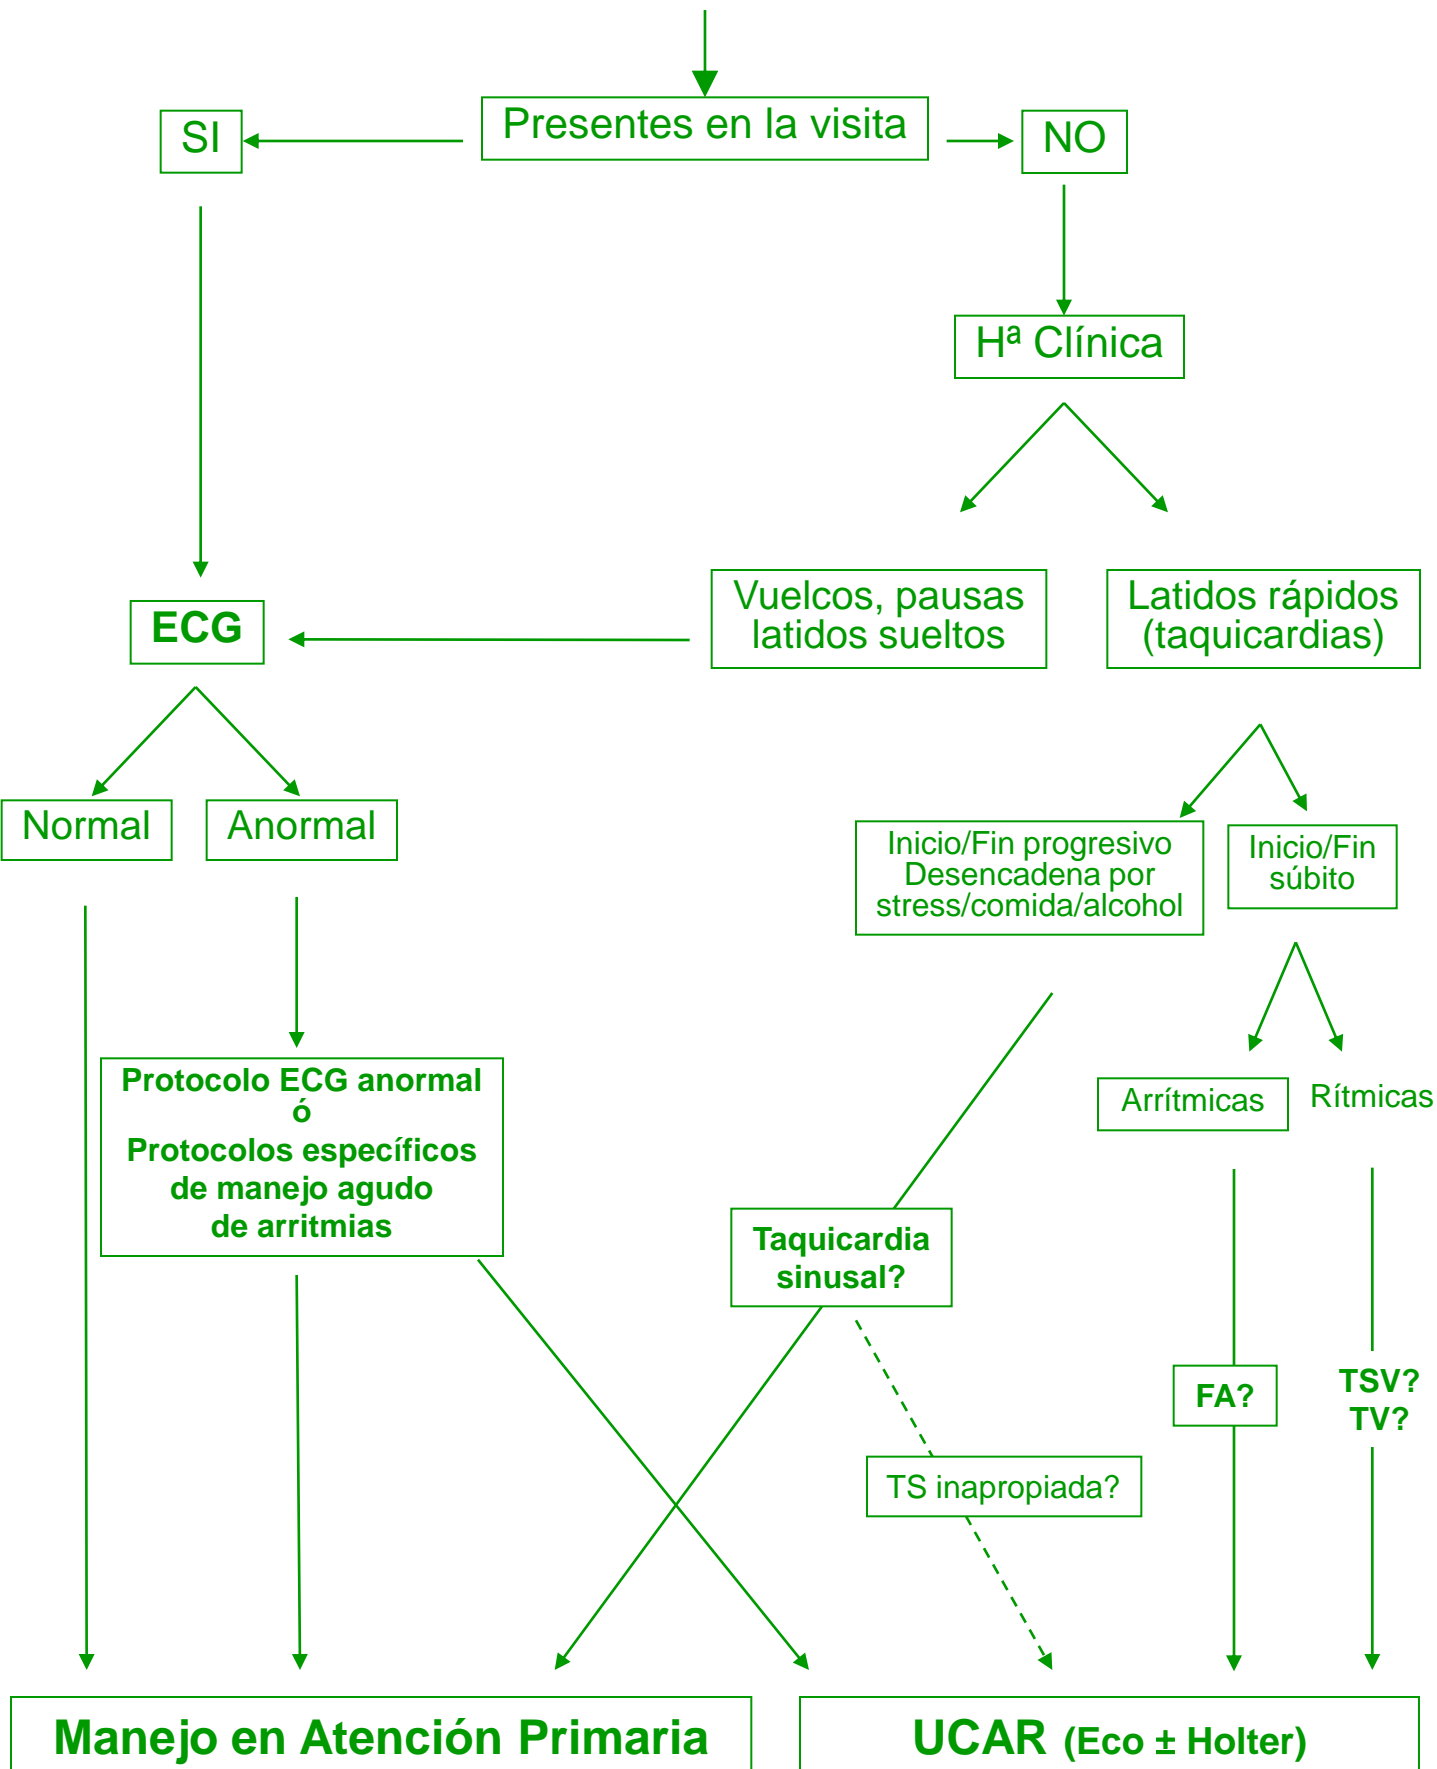 Presentes en la visita
SI
NO
Hª Clínica
Vuelcos, pausas
latidos sueltos
Latidos rápidos
(taquicardias)
ECG
Normal
Anormal
Inicio/Fin progresivo
Desencadena por
stress/comida/alcohol
Inicio/Fin
súbito
Protocolo ECG anormal
ó
Protocolos específicos
de manejo agudo
de arritmias
Arrítmicas
Rítmicas
Taquicardia
sinusal?
FA?
TSV?
TV?
TS inapropiada?
Manejo en Atención Primaria
UCAR (Eco ± Holter)